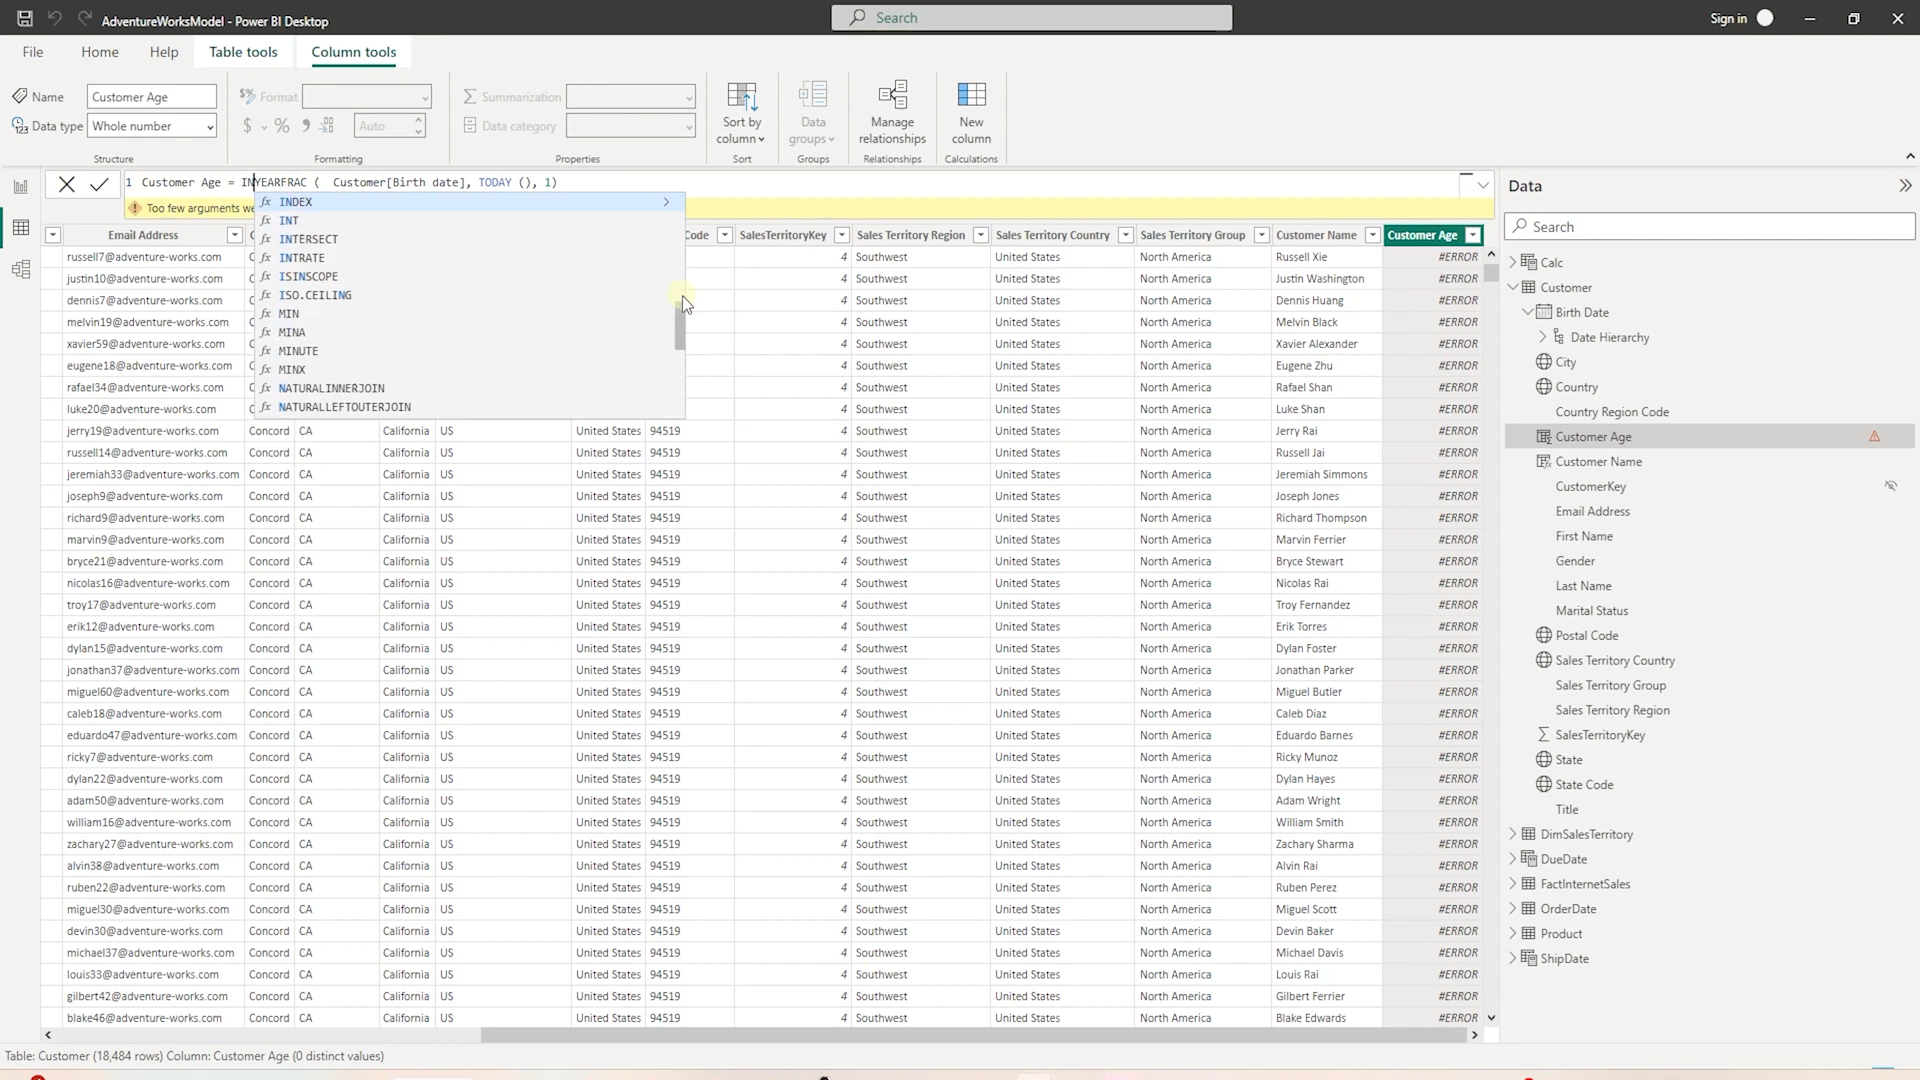 AdventureWorksModel - Power BI Desktop
Search
Sign in
File Home Help Table tools Column tools
Name Customer Age
Data type Whole number
Structure
Format
$ % Auto
Formatting
Summarization
Data category
Properties
Sort by column
Sort
Data groups
Groups
Manage relationships
Relationships
New column
Calculations
1 Customer Age = INYEARFRAC ( Customer[Birth date], TODAY (), 1)
Too few arguments we
INDEX
INT
INTERSECT
INTRATE
ISINSCOPE
ISO.CEILING
MIN
MINA
MINUTE
MINX
NATURALINNERJOIN
NATURALLEFTOUTERJOIN
Email Address Code SalesTerritoryKey Sales Territory Region Sales Territory Country Sales Territory Group Customer Name Customer Age
russell7@adventure-works.com 4 Southwest United States North America Russell Xie #ERROR
justin10@adventure-works.com 4 Southwest United States North America Justin Washington #ERROR
dennis7@adventure-works.com 4 Southwest United States North America Dennis Huang #ERROR
melvin19@adventure-works.com 4 Southwest United States North America Melvin Black #ERROR
xavier59@adventure-works.com 4 Southwest United States North America Xavier Alexander #ERROR
eugene18@adventure-works.com 4 Southwest United States North America Eugene Zhu #ERROR
rafael34@adventure-works.com 4 Southwest United States North America Rafael Shan #ERROR
luke20@adventure-works.com 4 Southwest United States North America Luke Shan #ERROR
jerry19@adventure-works.com Concord CA California US United States 94519 4 Southwest United States North America Jerry Rai #ERROR
russell14@adventure-works.com Concord CA California US United States 94519 4 Southwest United States North America Russell Jai #ERROR
jeremiah33@adventure-works.com Concord CA California US United States 94519 4 Southwest United States North America Jeremiah Simmons #ERROR
joseph9@adventure-works.com Concord CA California US United States 94519 4 Southwest United States North America Joseph Jones #ERROR
richard9@adventure-works.com Concord CA California US United States 94519 4 Southwest United States North America Richard Thompson #ERROR
marvin9@adventure-works.com Concord CA California US United States 94519 4 Southwest United States North America Marvin Ferrier #ERROR
bryce21@adventure-works.com Concord CA California US United States 94519 4 Southwest United States North America Bryce Stewart #ERROR
nicolas16@adventure-works.com Concord CA California US United States 94519 4 Southwest United States North America Nicolas Rai #ERROR
troy17@adventure-works.com Concord CA California US United States 94519 4 Southwest United States North America Troy Fernandez #ERROR
erik12@adventure-works.com Concord CA California US United States 94519 4 Southwest United States North America Erik Torres #ERROR
dylan15@adventure-works.com Concord CA California US United States 94519 4 Southwest United States North America Dylan Foster #ERROR
jonathan37@adventure-works.com Concord CA California US United States 94519 4 Southwest United States North America Jonathan Parker #ERROR
miguel60@adventure-works.com Concord CA California US United States 94519 4 Southwest United States North America Miguel Butler #ERROR
caleb18@adventure-works.com Concord CA California US United States 94519 4 Southwest United States North America Caleb Diaz #ERROR
eduardo47@adventure-works.com Concord CA California US United States 94519 4 Southwest United States North America Eduardo Barnes #ERROR
ricky7@adventure-works.com Concord CA California US United States 94519 4 Southwest United States North America Ricky Munoz #ERROR
dylan22@adventure-works.com Concord CA California US United States 94519 4 Southwest United States North America Dylan Hayes #ERROR
adam50@adventure-works.com Concord CA California US United States 94519 4 Southwest United States North America Adam Wright #ERROR
william16@adventure-works.com Concord CA California US United States 94519 4 Southwest United States North America William Smith #ERROR
zachary27@adventure-works.com Concord CA California US United States 94519 4 Southwest United States North America Zachary Sharma #ERROR
alvin38@adventure-works.com Concord CA California US United States 94519 4 Southwest United States North America Alvin Rai #ERROR
ruben22@adventure-works.com Concord CA California US United States 94519 4 Southwest United States North America Ruben Perez #ERROR
miguel30@adventure-works.com Concord CA California US United States 94519 4 Southwest United States North America Miguel Scott #ERROR
devin30@adventure-works.com Concord CA California US United States 94519 4 Southwest United States North America Devin Baker #ERROR
michael37@adventure-works.com Concord CA California US United States 94519 4 Southwest United States North America Michael Davis #ERROR
louis33@adventure-works.com Concord CA California US United States 94519 4 Southwest United States North America Louis Rai #ERROR
gilbert42@adventure-works.com Concord CA California US United States 94519 4 Southwest United States North America Gilbert Ferrier #ERROR
blake46@adventure-works.com Concord CA California US United States 94519 4 Southwest United States North America Blake Edwards #ERROR
Table: Customer (18,484 rows) Column: Customer Age (0 distinct values)
Data
Search
Calc
Customer
Birth Date
Date Hierarchy
City
Country
Country Region Code
Customer Age
Customer Name
CustomerKey
Email Address
First Name
Gender
Last Name
Marital Status
Postal Code
Sales Territory Country
Sales Territory Group
Sales Territory Region
SalesTerritoryKey
State
State Code
Title
DimSalesTerritory
DueDate
FactInternetSales
OrderDate
Product
ShipDate